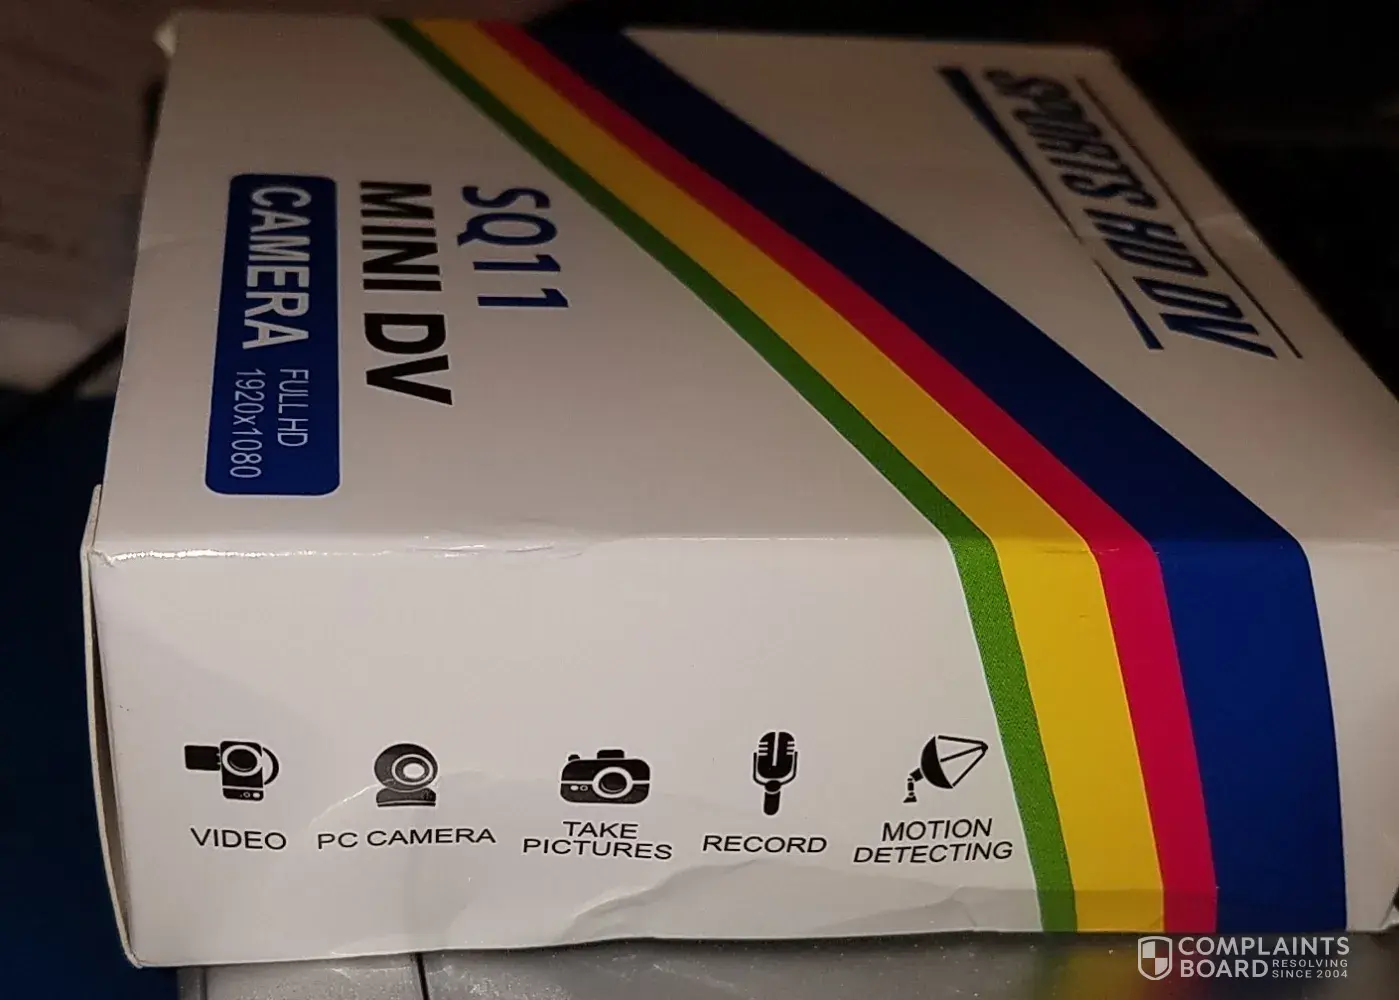 SPORTS HD DV
SQ11
MINI DV
CAMERA FULL HD
1920x1080
VIDEO
PC CAMERA
TAKE
PICTURES
RECORD
MOTION
DETECTING
COMPLAINTS
BOARD RESOLVING
SINCE 2004